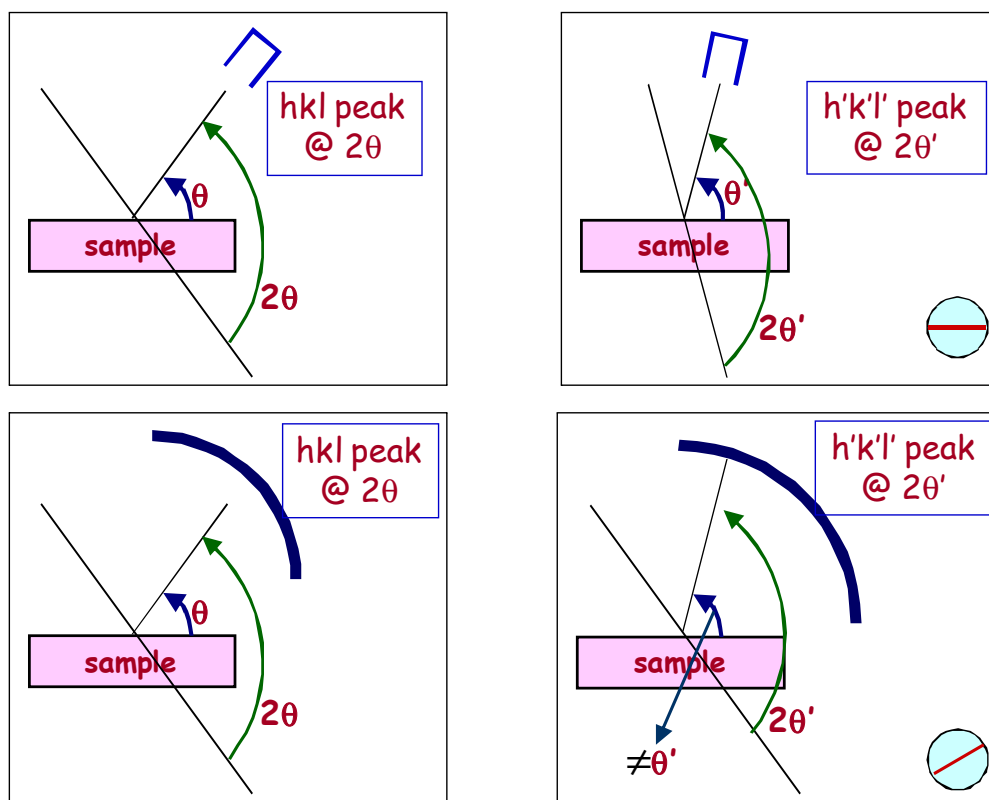 hkl peak
@ 2θ
θ
sample
2θ
h'k'l' peak
@ 2θ'
θ'
sample
2θ'
hkl peak
@ 2θ
θ
sample
2θ
h'k'l' peak
@ 2θ'
sample
2θ'
≠θ'